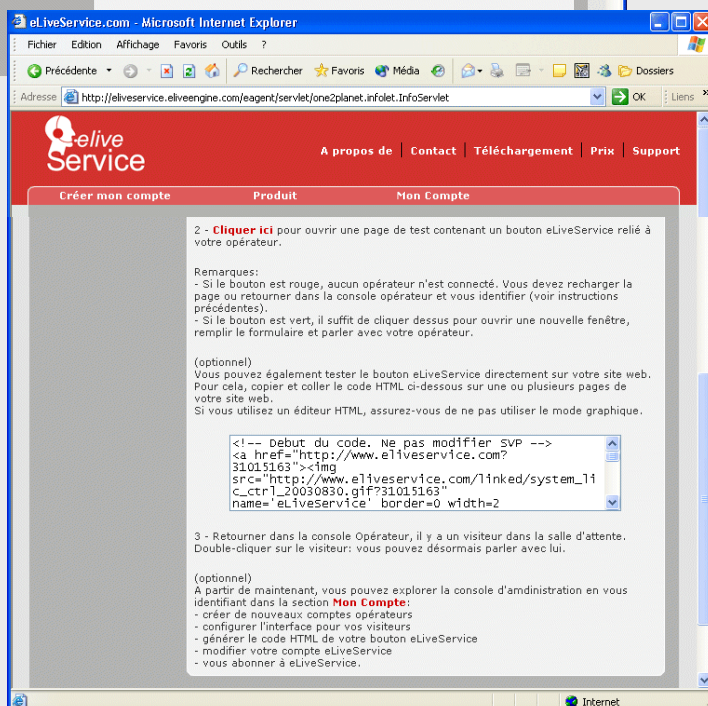 eLiveService.com - Microsoft Internet Explorer
Fichier Edition Affichage Favoris Outils ?
Précédente Rechercher Favoris Média Dossiers
Adresse http://eliveservice.eliveengine.com/eagent/servlet/one2planet.infolet.InfoServlet OK Liens »
e-elive
Service
A propos de Contact Téléchargement Prix Support
Créer mon compte Produit Mon Compte
2 - Cliquer ici pour ouvrir une page de test contenant un bouton eLiveService relié à
votre opérateur.
Remarques:
- Si le bouton est rouge, aucun opérateur n'est connecté. Vous devez recharger la
page ou retourner dans la console opérateur et vous identifier (voir instructions
précédentes).
- Si le bouton est vert, il suffit de cliquer dessus pour ouvrir une nouvelle fenêtre,
remplir le formulaire et parler avec votre opérateur.
(optionnel)
Vous pouvez également tester le bouton eLiveService directement sur votre site web.
Pour cela, copier et coller le code HTML ci-dessous sur une ou plusieurs pages de
votre site web.
Si vous utilisez un éditeur HTML, assurez-vous de ne pas utiliser le mode graphique.
<!-- Debut du code. Ne pas modifier SVP -->
<a href="http://www.eliveservice.com?
31015163"><img
src="http://www.eliveservice.com/linked/system_li
c_ctrl_20030830.gif?31015163"
name='eLiveService' border=0 width=2
3 - Retourner dans la console Opérateur, il y a un visiteur dans la salle d'attente.
Double-cliquer sur le visiteur: vous pouvez désormais parler avec lui.
(optionnel)
A partir de maintenant, vous pouvez explorer la console d'amdinistration en vous
identifiant dans la section Mon Compte:
- créer de nouveaux comptes opérateurs
- configurer l'interface pour vos visiteurs
- générer le code HTML de votre bouton eLiveService
- modifier votre compte eLiveService
- vous abonner à eLiveService.
Internet